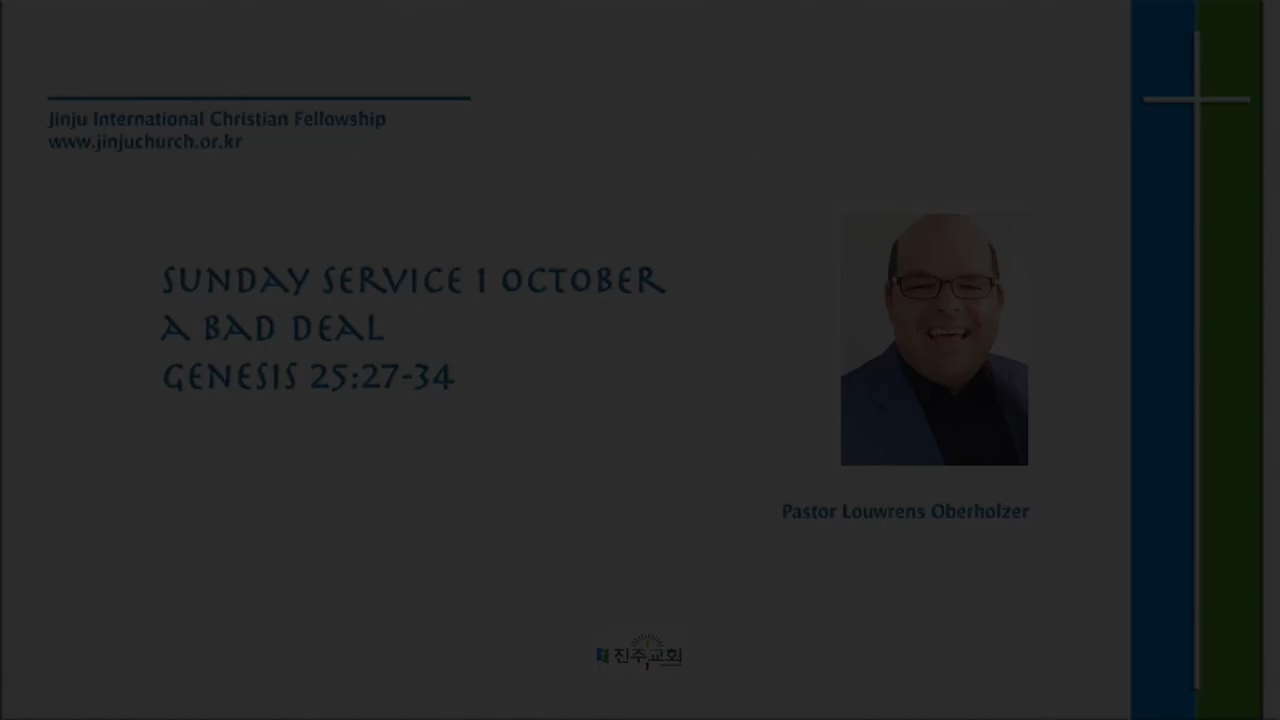 Jinju International Christian Fellowship
www.jinjuchurch.or.kr
SUNDAY SERVICE 1 OCTOBER
A BAD DEAL
GENESIS 25:27-34
Pastor Louwrens Oberholzer
진주교회